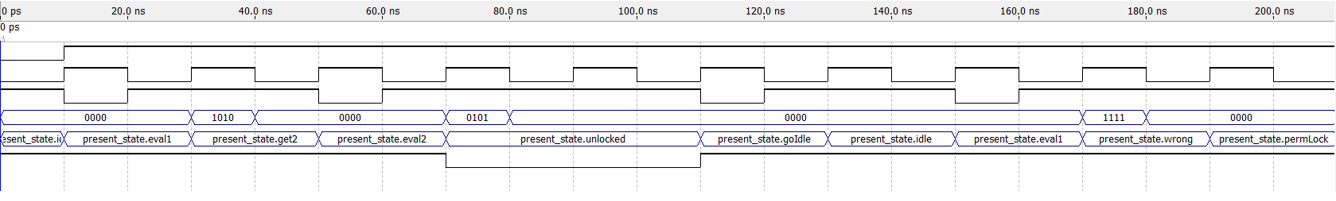 0 ps 20.0 ns 40.0 ns 60.0 ns 80.0 ns 100.0 ns 120.0 ns 140.0 ns 160.0 ns 180.0 ns 200.0 ns
0 ps
0000 1010 0000 0101 0000 1111 0000
esent_state.ic present_state.eval1 present_state.get2 present_state.eval2 present_state.unlocked present_state.goIdle present_state.idle present_state.eval1 present_state.wrong present_state.permLock